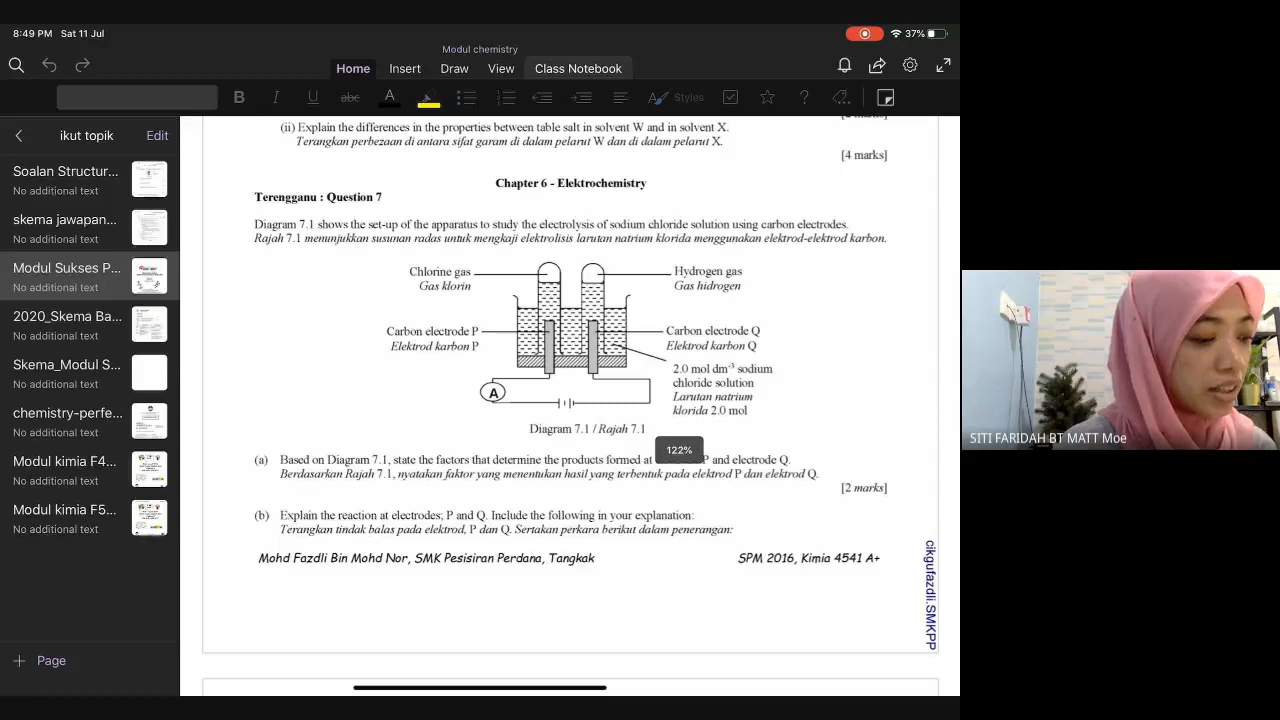 8:49 PM Sat 11 Jul
37%
Modul chemistry
Home Insert Draw View Class Notebook
B I U abc A Styles ?
ikut topik Edit
Soalan Structur...
No additional text
skema jawapan...
No additional text
Modul Sukses P...
No additional text
2020_Skema Ba...
No additional text
Skema_Modul S...
No additional text
chemistry-perfe...
No additional text
Modul kimia F4...
No additional text
Modul kimia F5...
No additional text
+ Page
(ii) Explain the differences in the properties between table salt in solvent W and in solvent X.
Terangkan perbezaan di antara sifat garam di dalam pelarut W dan di dalam pelarut X.
[4 marks]
Chapter 6 - Elektrochemistry
Terengganu : Question 7
Diagram 7.1 shows the set-up of the apparatus to study the electrolysis of sodium chloride solution using carbon electrodes.
Rajah 7.1 menunjukkan susunan radas untuk mengkaji elektrolisis larutan natrium klorida menggunakan elektrod-elektrod karbon.
Chlorine gas
Gas klorin
Hydrogen gas
Gas hidrogen
Carbon electrode P
Elektrod karbon P
Carbon electrode Q
Elektrod karbon Q
2.0 mol dm⁻³ sodium
chloride solution
Larutan natrium
klorida 2.0 mol
A
Diagram 7.1 / Rajah 7.1
122%
(a) Based on Diagram 7.1, state the factors that determine the products formed at P and electrode Q.
Berdasarkan Rajah 7.1, nyatakan faktor yang menentukan hasil yang terbentuk pada elektrod P dan elektrod Q.
[2 marks]
(b) Explain the reaction at electrodes; P and Q. Include the following in your explanation:
Terangkan tindak balas pada elektrod, P dan Q. Sertakan perkara berikut dalam penerangan:
Mohd Fazdli Bin Mohd Nor, SMK Pesisiran Perdana, Tangkak SPM 2016, Kimia 4541 A+
cikgufazdli.SMKPP
SITI FARIDAH BT MATT Moe